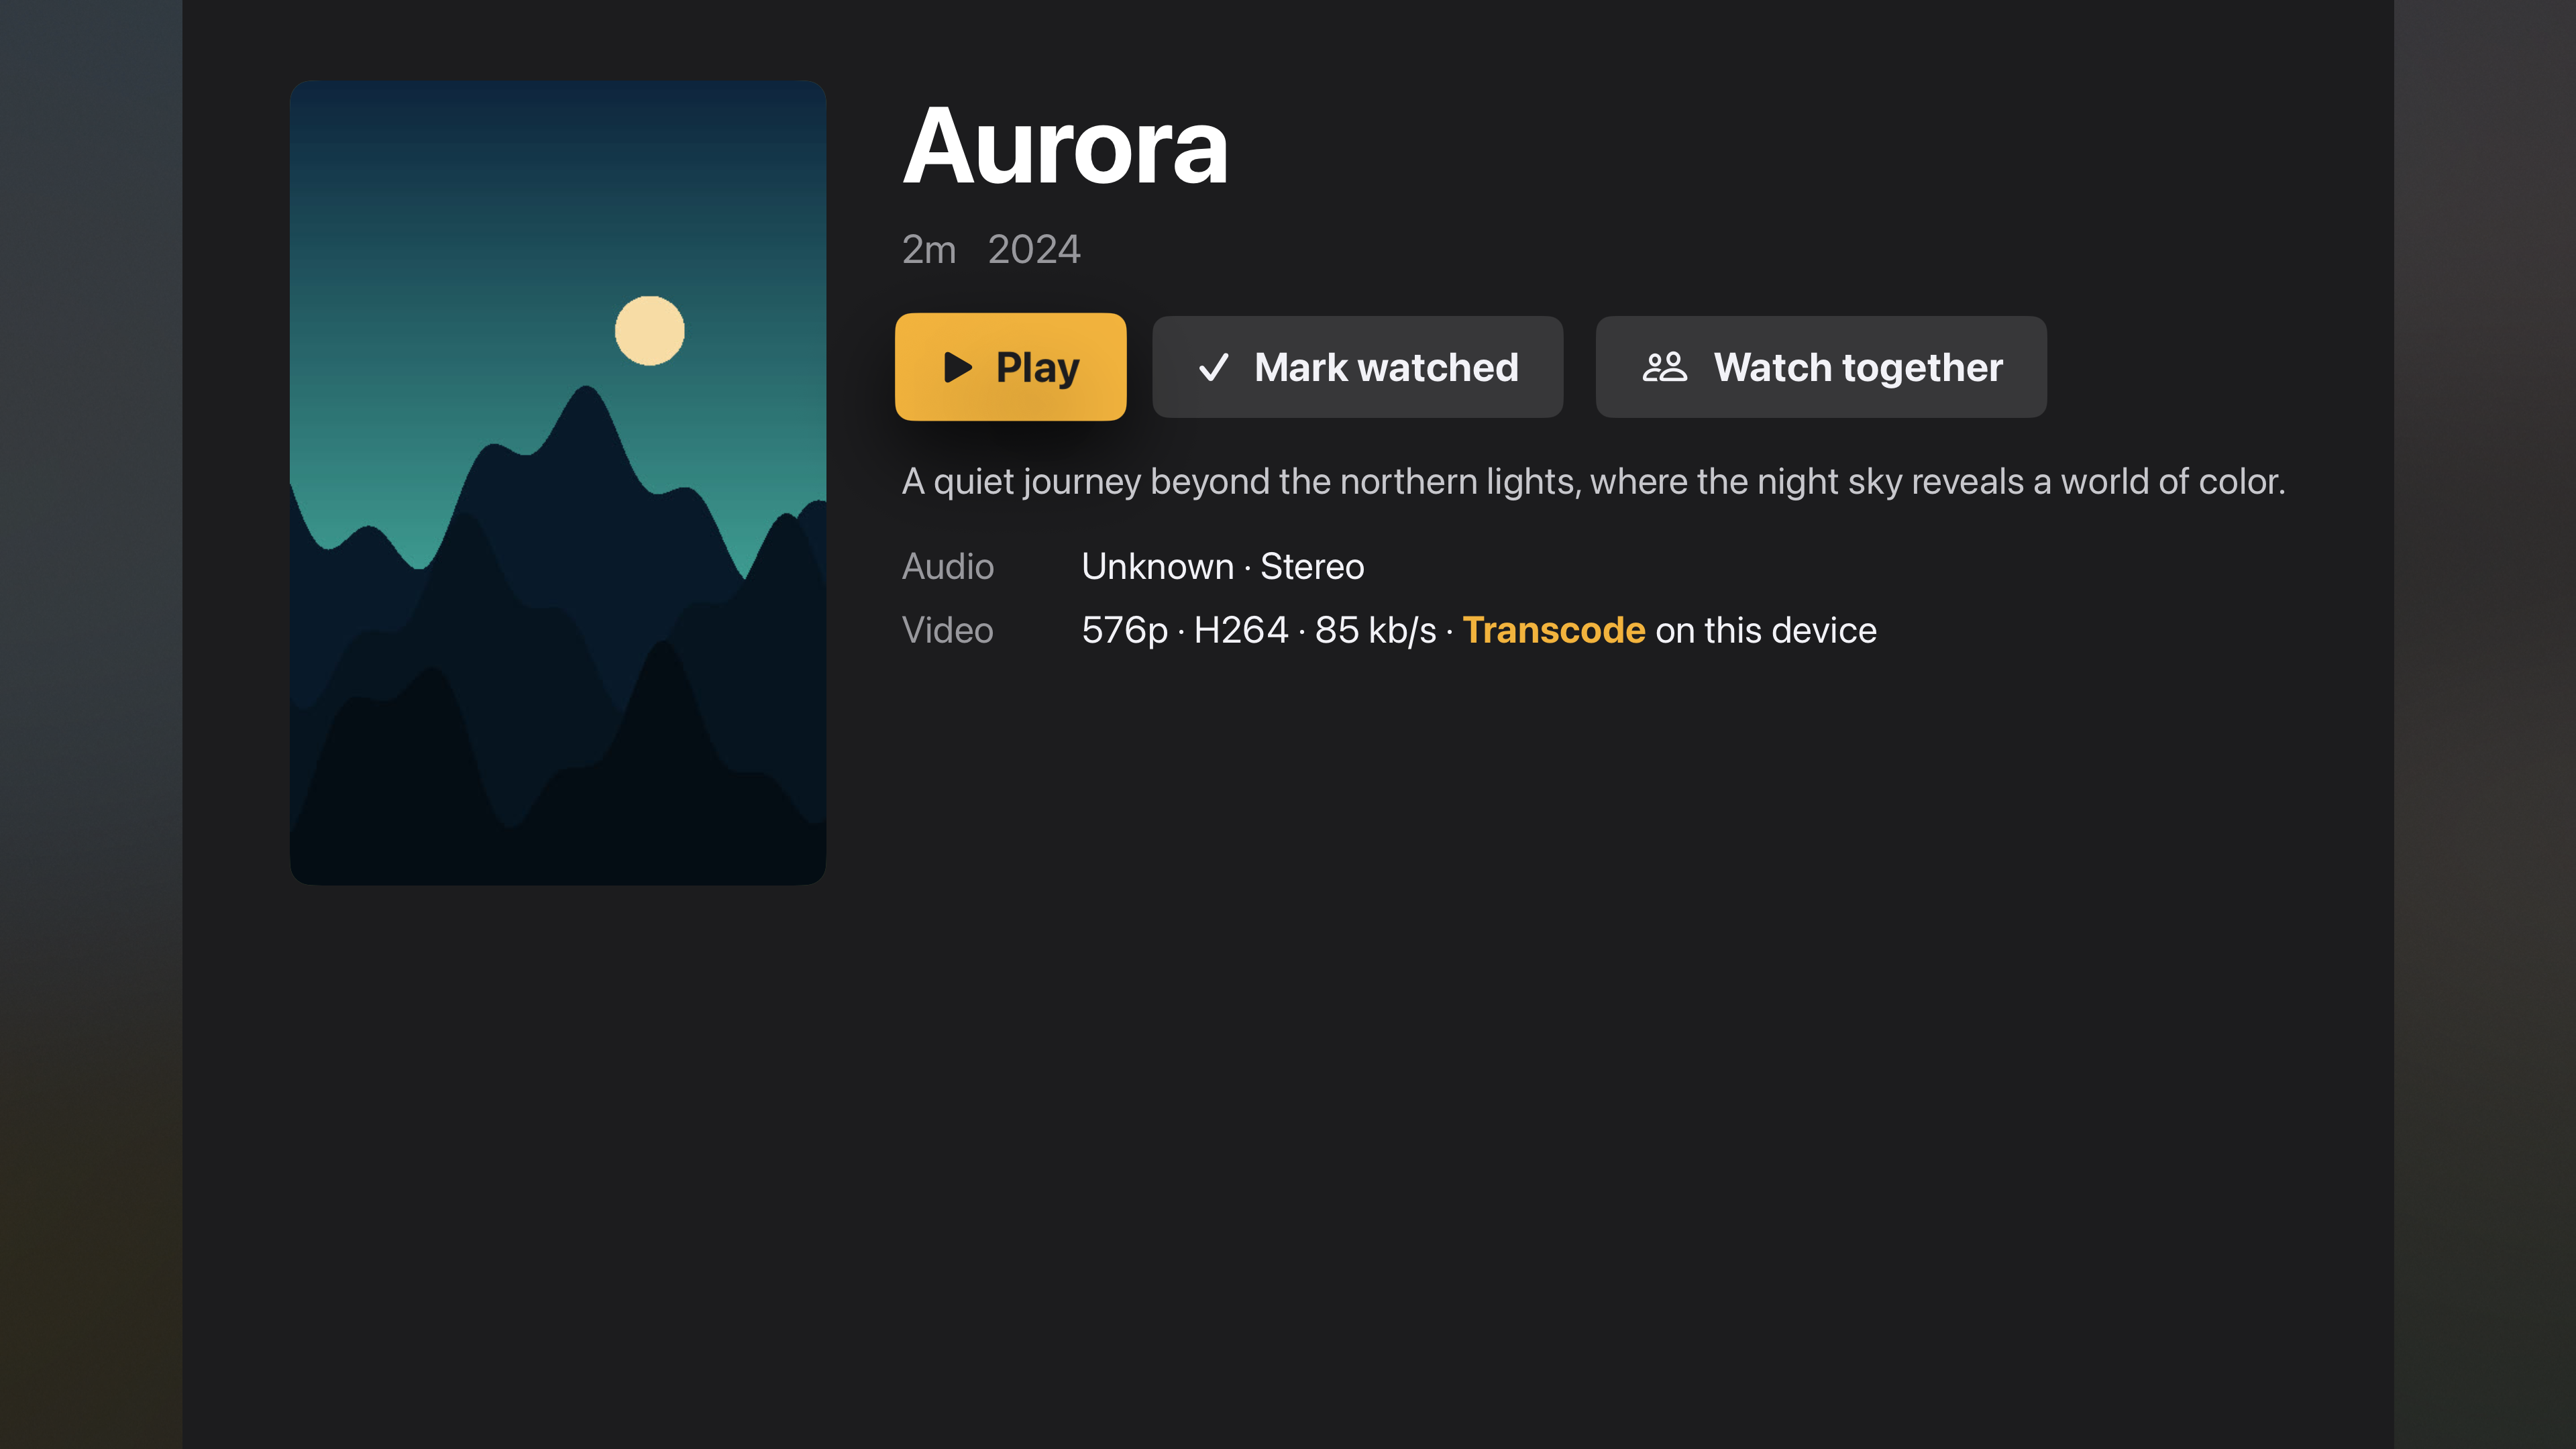 Aurora
2m 2024
Play Mark watched Watch together
A quiet journey beyond the northern lights, where the night sky reveals a world of color.
Audio Unknown · Stereo
Video 576p · H264 · 85 kb/s · Transcode on this device